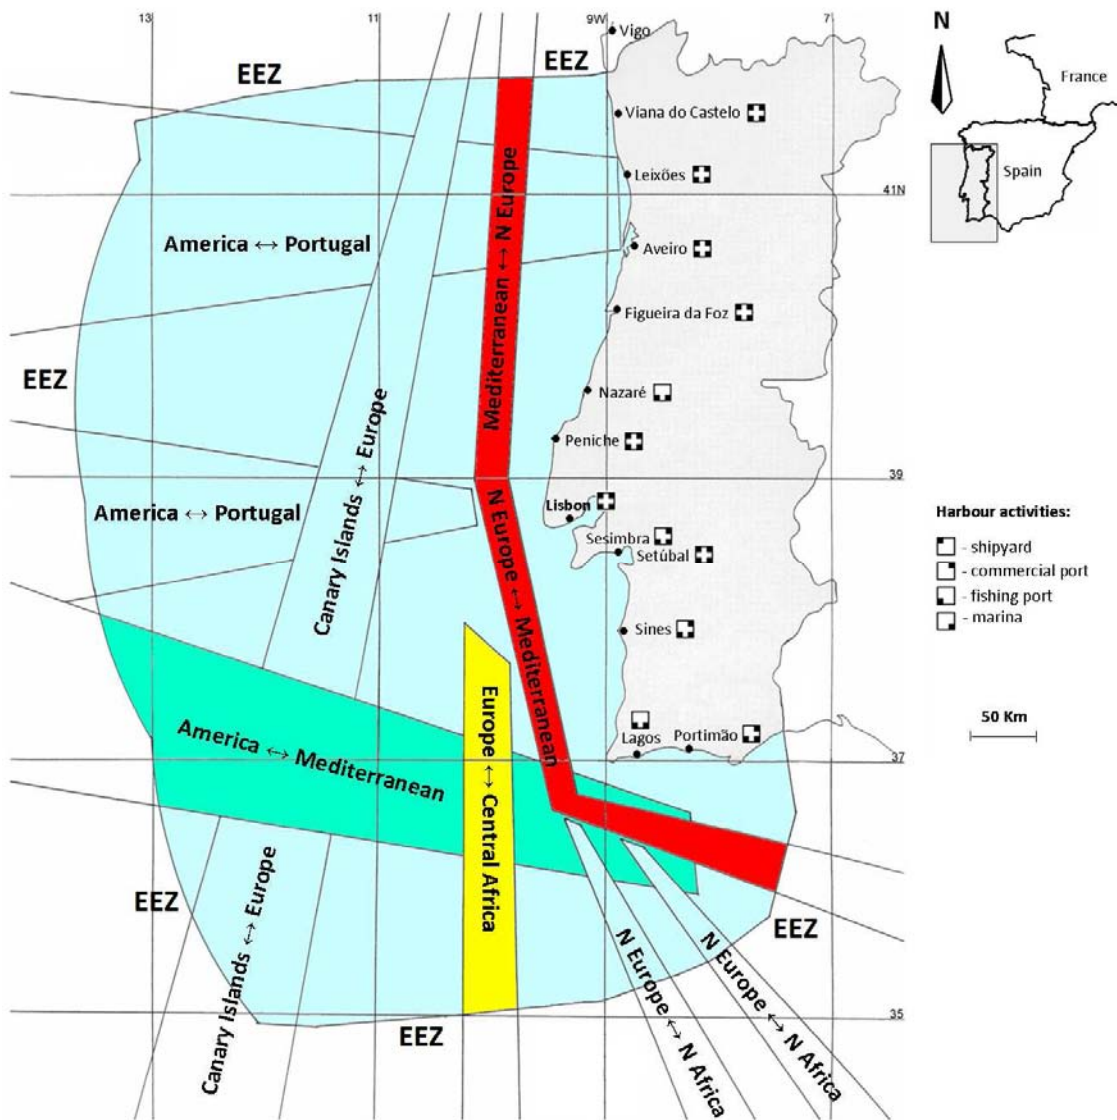 13
11
9W
7
N
Vigo
EEZ
EEZ
France
Viana do Castelo
Spain
Leixões
41N
Mediterranean ↔ N Europe
America ↔ Portugal
Aveiro
Figueira da Foz
EEZ
Nazaré
Canary Islands ↔ Europe
Peniche
39
America ↔ Portugal
N Europe ↔ Mediterranean
Lisbon
Harbour activities:
Sesimbra
Setúbal
- shipyard
- commercial port
- fishing port
- marina
Sines
50 Km
Europe ↔ Central Africa
America ↔ Mediterranean
Lagos
Portimão
37
Canary Islands ↔ Europe
EEZ
EEZ
N Europe ↔ N Africa
N Europe ↔ N Africa
35
EEZ